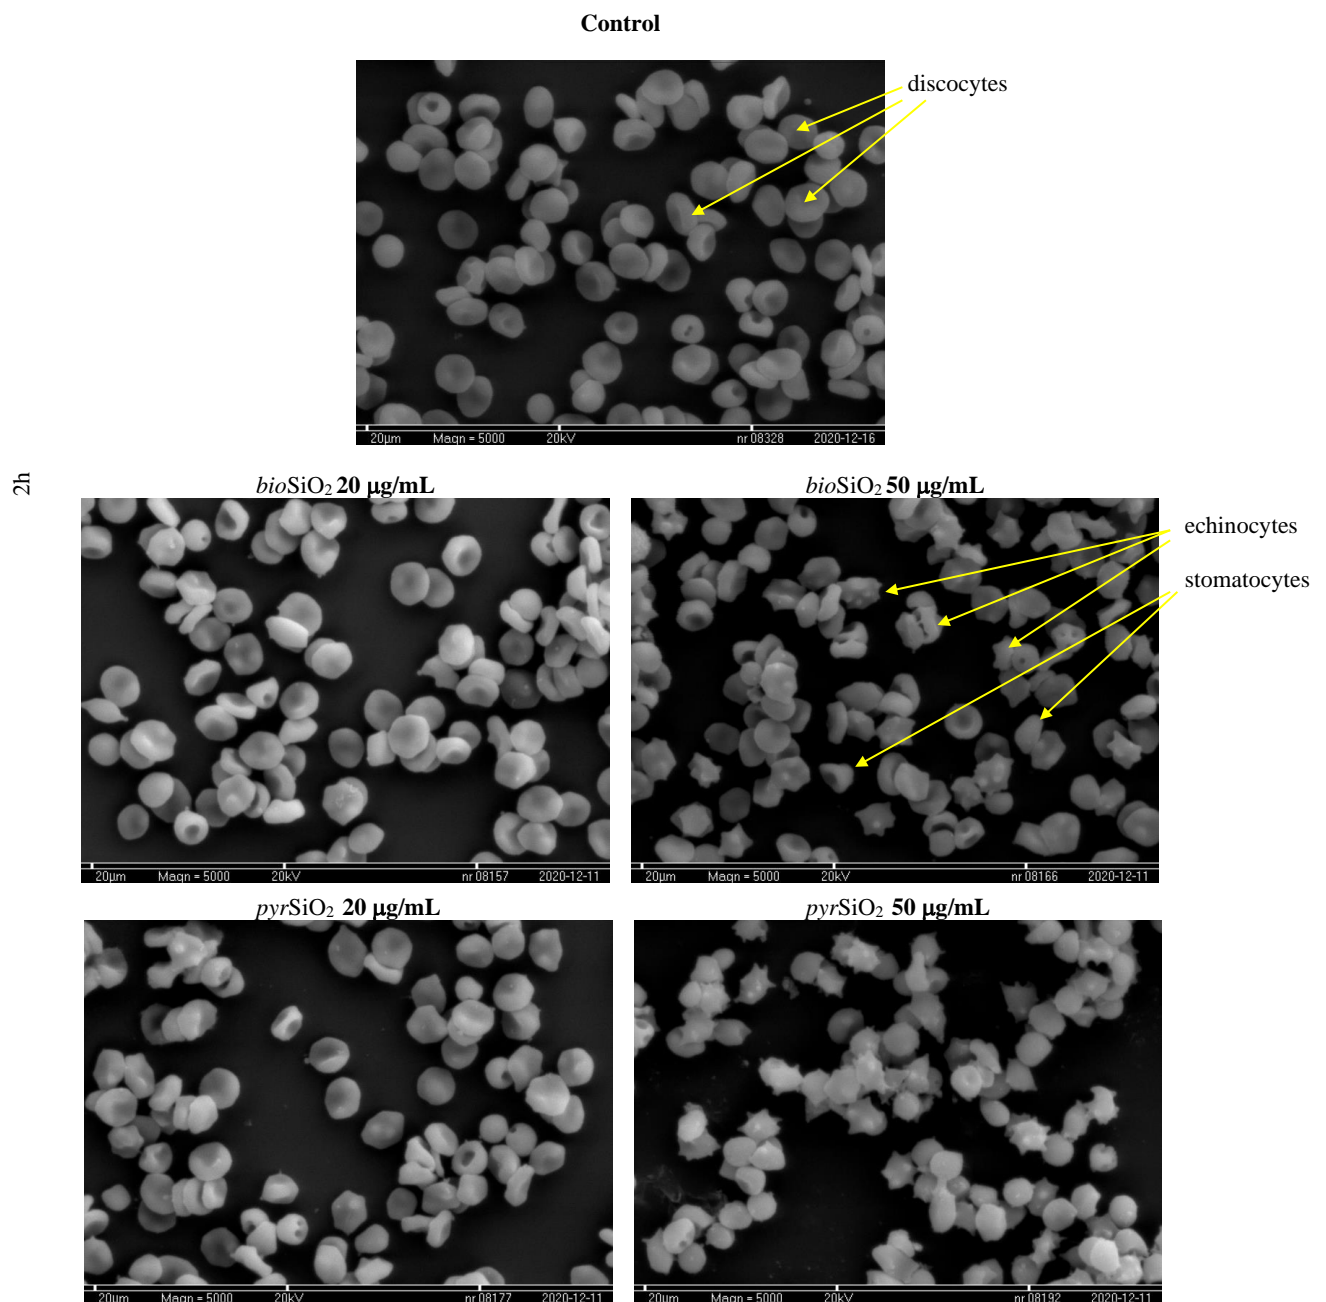 Control
discocytes
20µm Magn = 5000 20kV nr 08328 2020-12-16
2h
bioSiO₂ 20 µg/mL
bioSiO₂ 50 µg/mL
echinocytes
stomatocytes
20µm Magn = 5000 20kV nr 08157 2020-12-11
20µm Magn = 5000 20kV nr 08166 2020-12-11
pyrSiO₂ 20 µg/mL
pyrSiO₂ 50 µg/mL
20µm Magn = 5000 20kV nr 08177 2020-12-11
20µm Magn = 5000 20kV nr 08192 2020-12-11